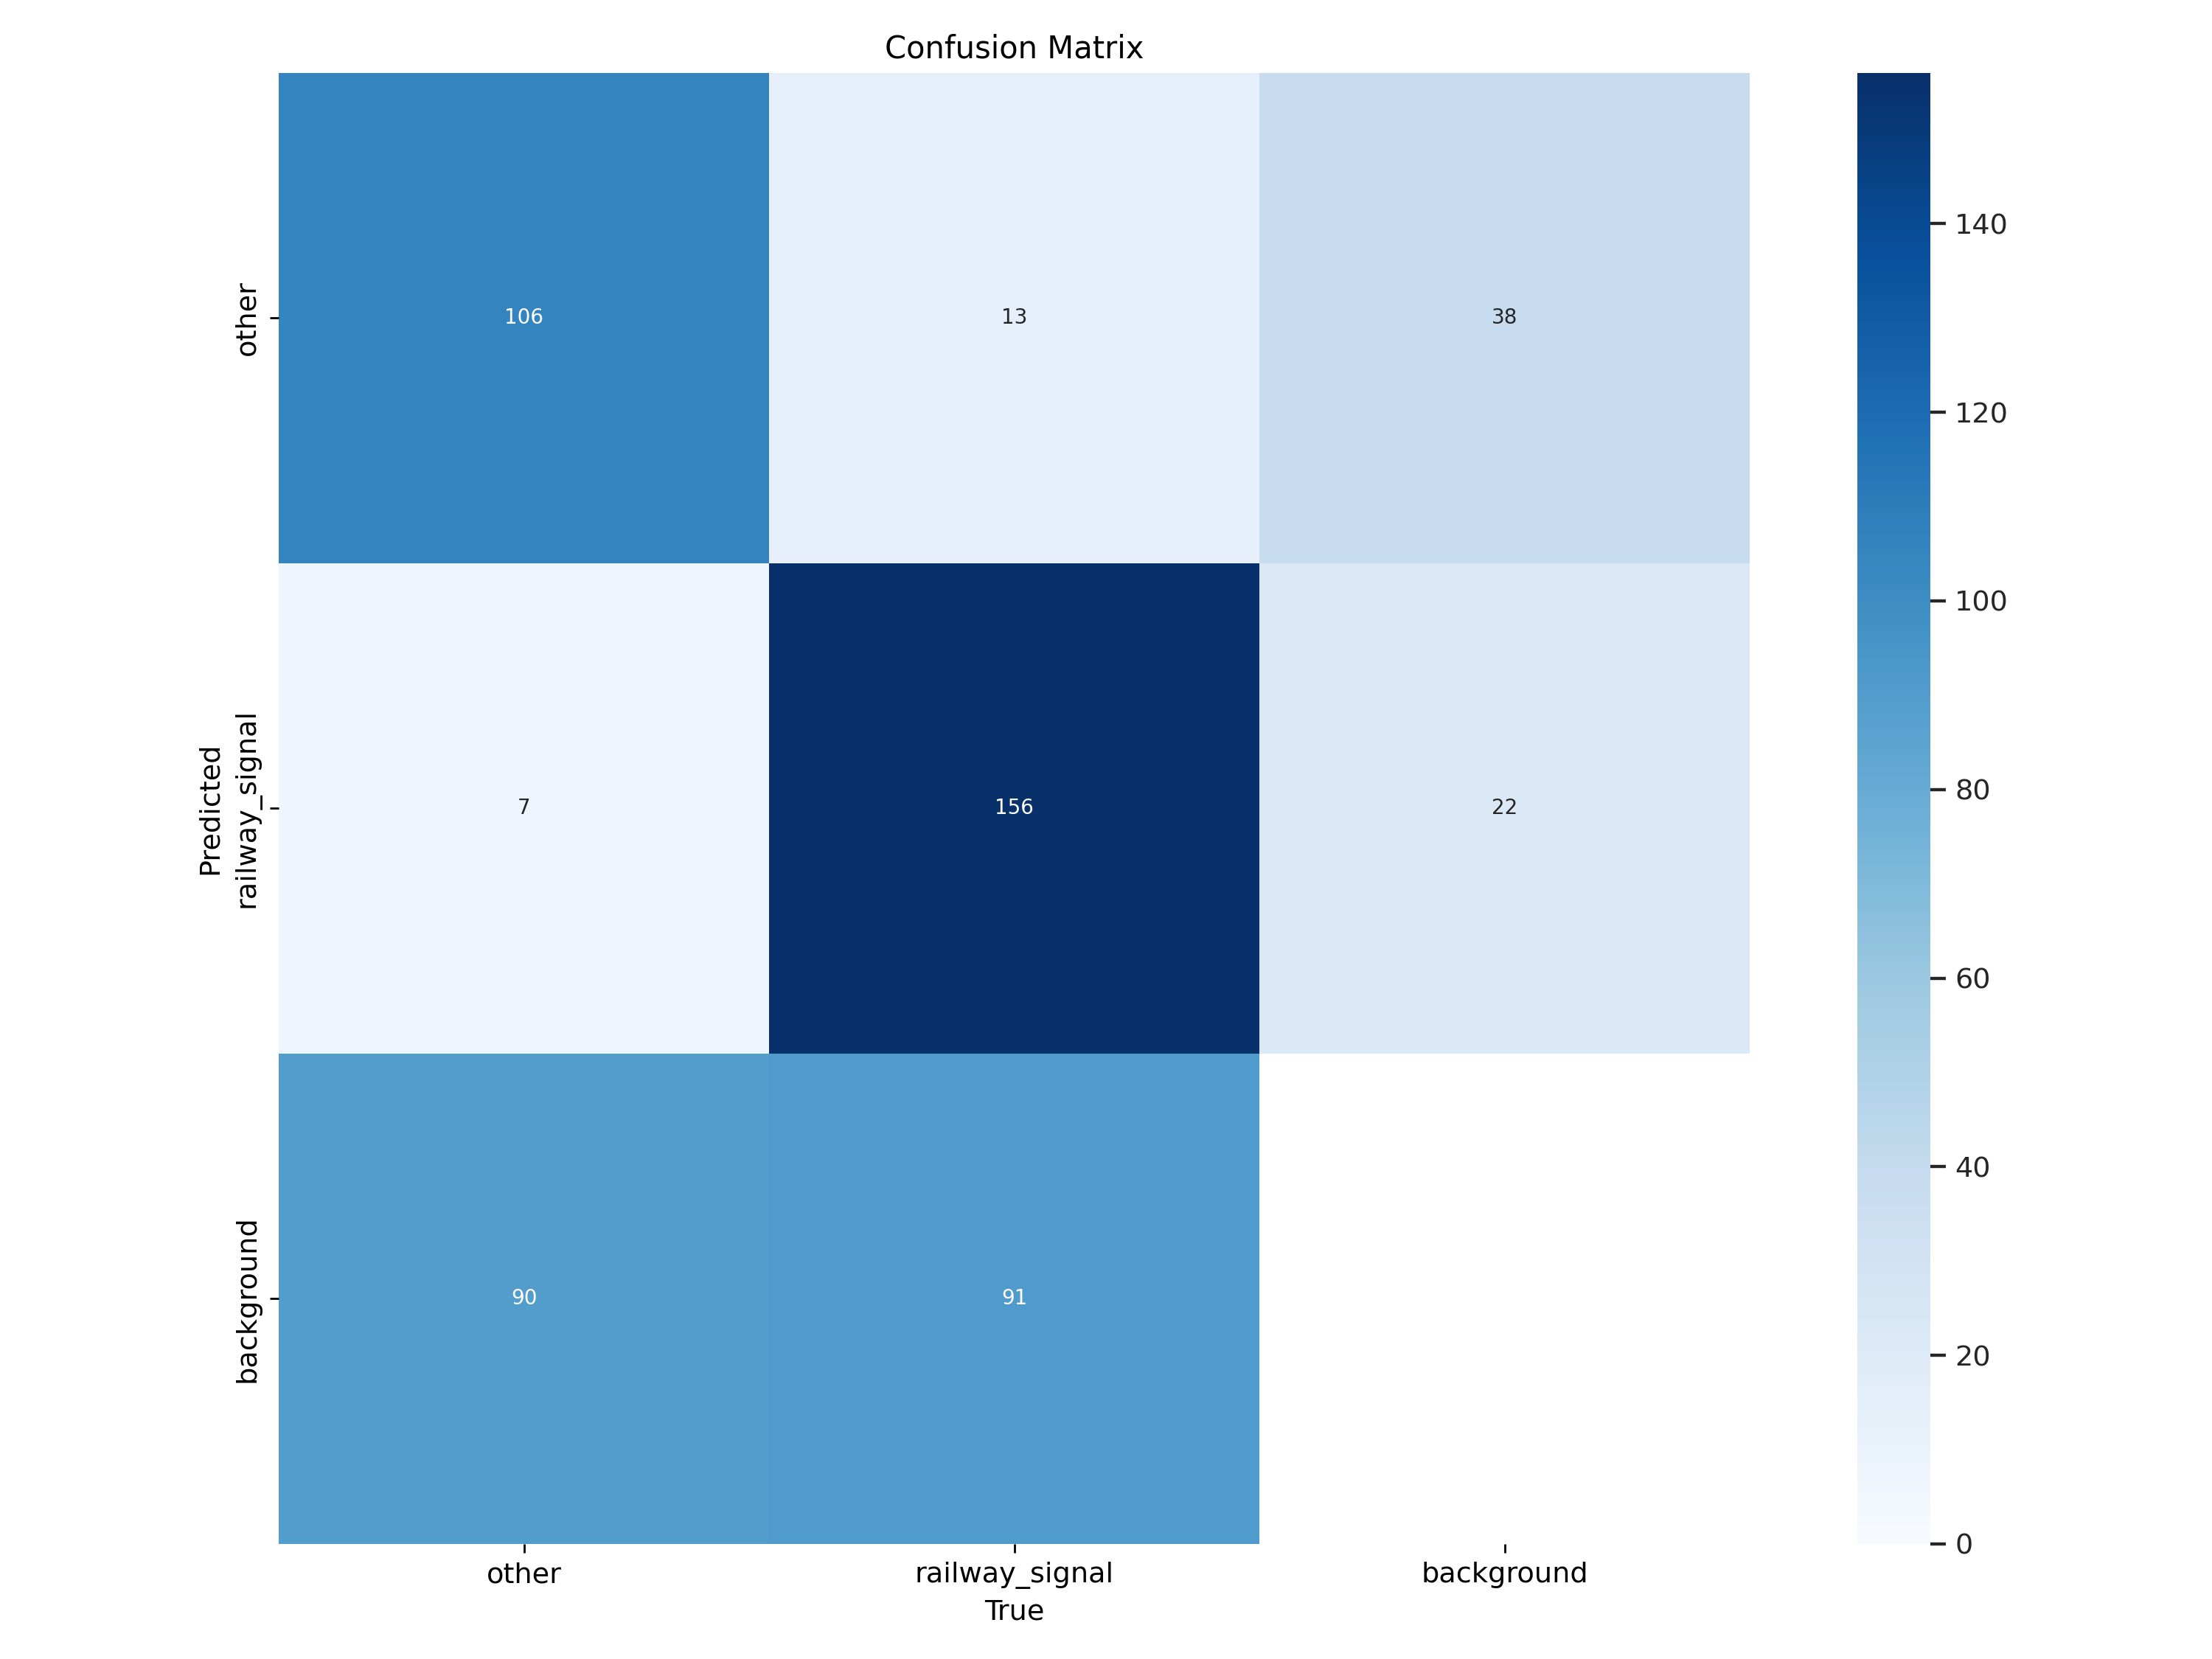 Confusion Matrix
other
106
13
38
140
120
100
Predicted
railway_signal
7
156
22
80
60
40
background
90
91
20
0
other
railway_signal
background
True